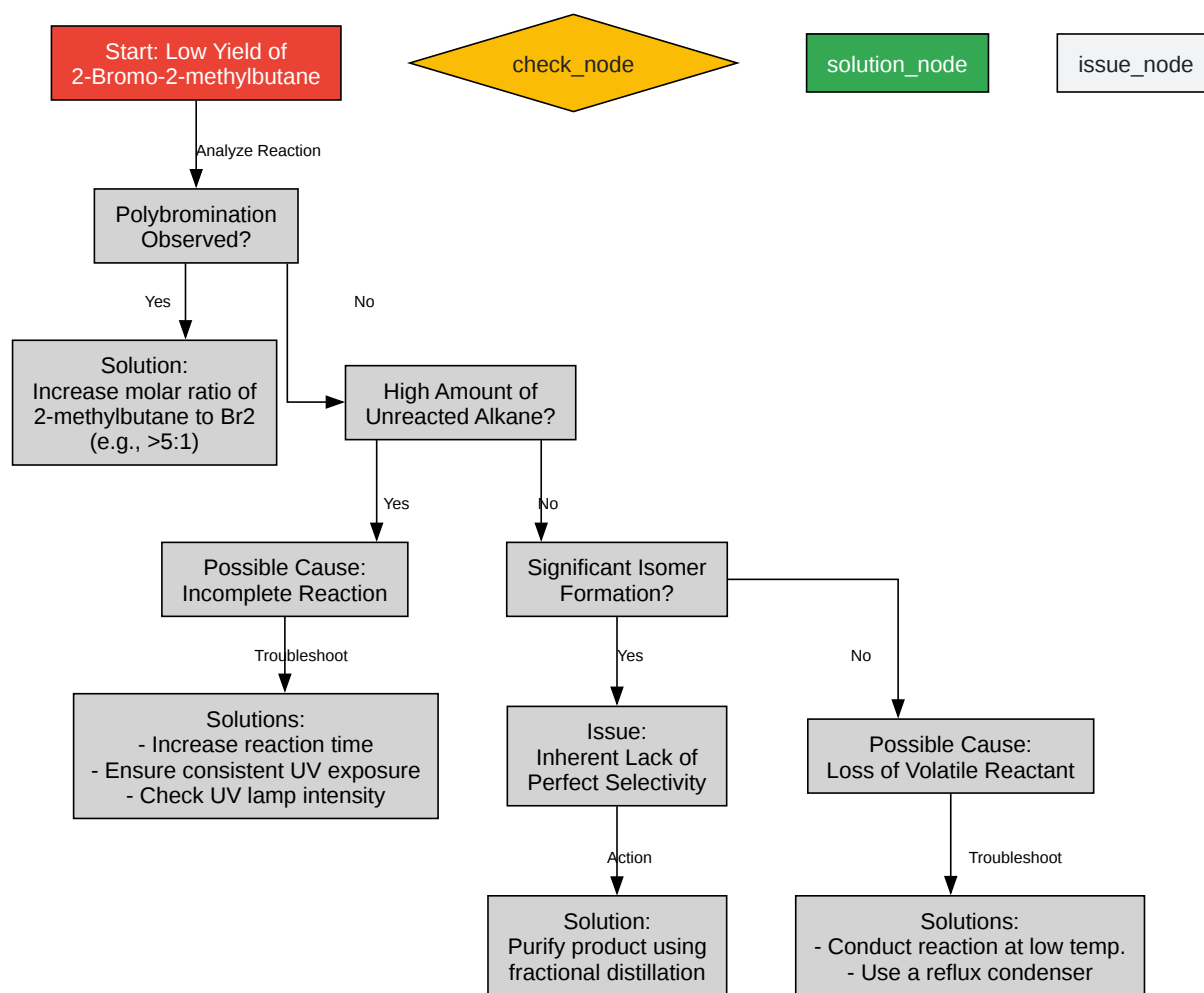 Start: Low Yield of
2-Bromo-2-methylbutane
check_node
solution_node
issue_node
Analyze Reaction
Polybromination
Observed?
Yes
No
Solution:
Increase molar ratio of
2-methylbutane to Br2
(e.g., >5:1)
High Amount of
Unreacted Alkane?
Yes
No
Possible Cause:
Incomplete Reaction
Significant Isomer
Formation?
Troubleshoot
Yes
No
Solutions:
- Increase reaction time
- Ensure consistent UV exposure
- Check UV lamp intensity
Issue:
Inherent Lack of
Perfect Selectivity
Possible Cause:
Loss of Volatile Reactant
Action
Troubleshoot
Solution:
Purify product using
fractional distillation
Solutions:
- Conduct reaction at low temp.
- Use a reflux condenser